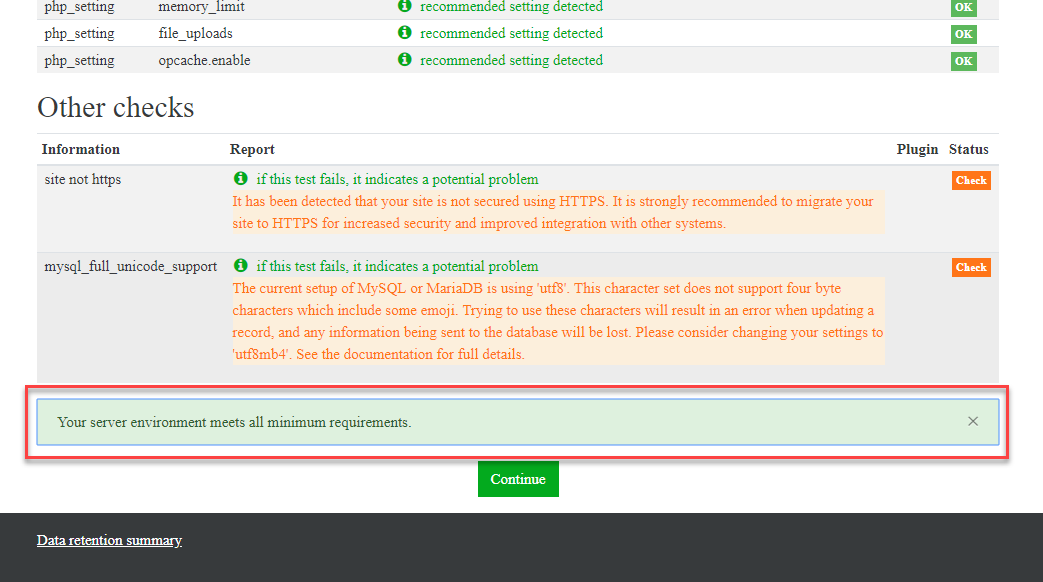 php_setting memory_limit recommended setting detected OK
php_setting file_uploads recommended setting detected OK
php_setting opcache.enable recommended setting detected OK
Other checks
Information Report Plugin Status
site not https if this test fails, it indicates a potential problem Check
It has been detected that your site is not secured using HTTPS. It is strongly recommended to migrate your
site to HTTPS for increased security and improved integration with other systems.
mysql_full_unicode_support if this test fails, it indicates a potential problem Check
The current setup of MySQL or MariaDB is using 'utf8'. This character set does not support four byte
characters which include some emoji. Trying to use these characters will result in an error when updating a
record, and any information being sent to the database will be lost. Please consider changing your settings to
'utf8mb4'. See the documentation for full details.
Your server environment meets all minimum requirements. ×
Continue
Data retention summary